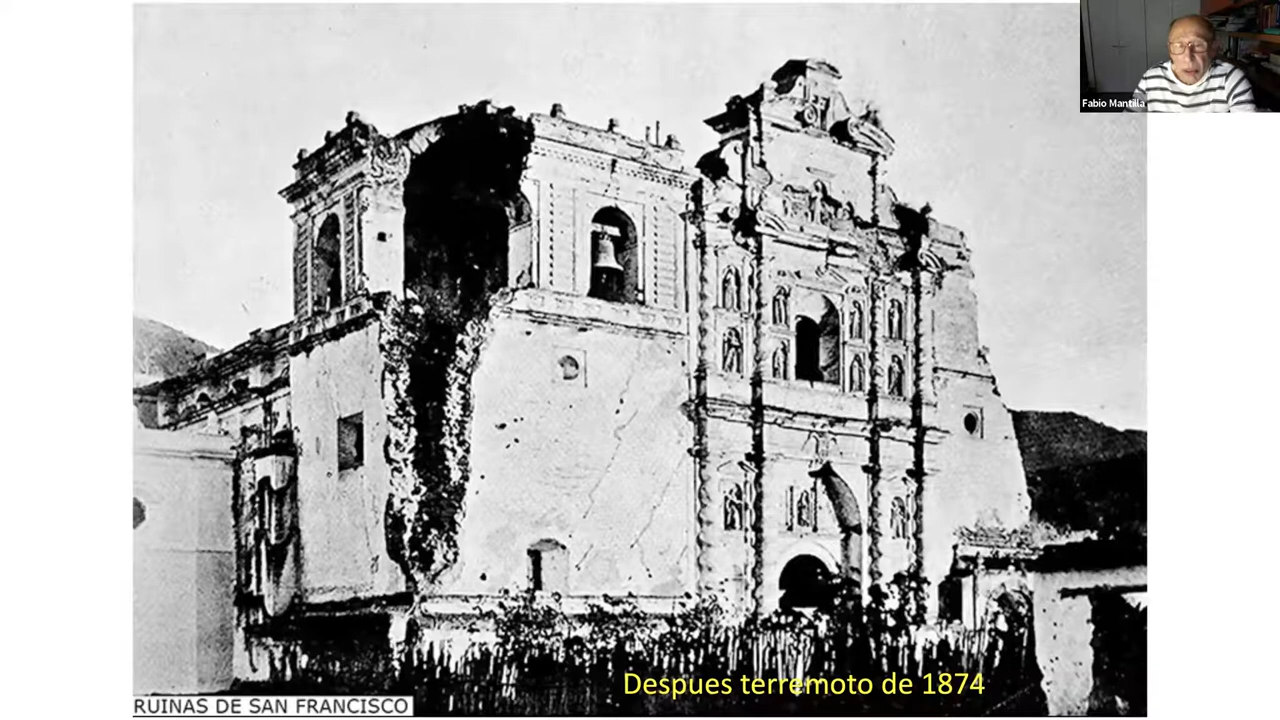 Fabio Mantilla
Despues terremoto de 1874
RUINAS DE SAN FRANCISCO